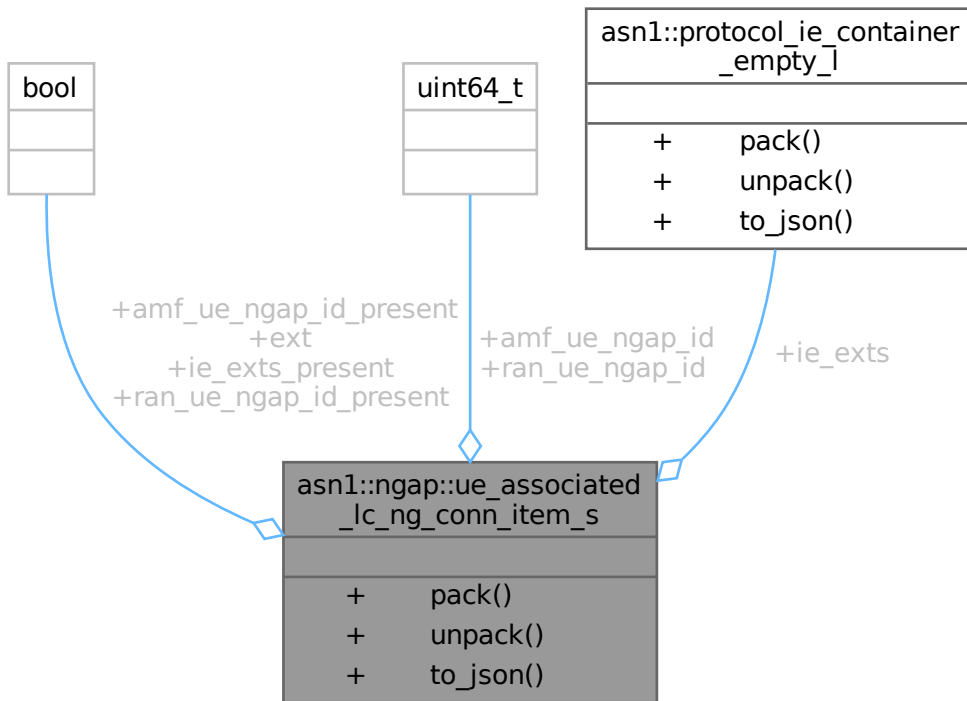 bool
uint64_t
asn1::protocol_ie_container
_empty_l
+ pack()
+ unpack()
+ to_json()
+amf_ue_ngap_id_present
+ext
+ie_exts_present
+ran_ue_ngap_id_present
+amf_ue_ngap_id
+ran_ue_ngap_id
+ie_exts
asn1::ngap::ue_associated
_lc_ng_conn_item_s
+ pack()
+ unpack()
+ to_json()